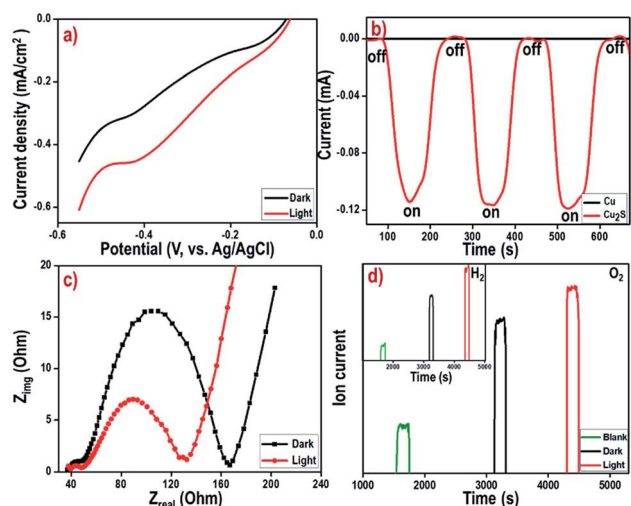 a)
0.0
-0.2
-0.4
-0.6
-0.6
-0.4
-0.2
0.0
Current density (mA/cm²)
Potential (V, vs. Ag/AgCl)
Dark
Light
b)
0.00
-0.04
-0.08
-0.12
100
200
300
400
500
600
Current (mA)
Time (s)
off
off
off
off
on
on
on
Cu
Cu₂S
c)
20
15
10
5
0
40
80
120
160
200
240
Z_img (Ohm)
Z_real (Ohm)
Dark
Light
d)
H₂
O₂
1000
2000
3000
4000
5000
Time (s)
Ion current
1000
2000
3000
4000
5000
Time (s)
Blank
Dark
Light